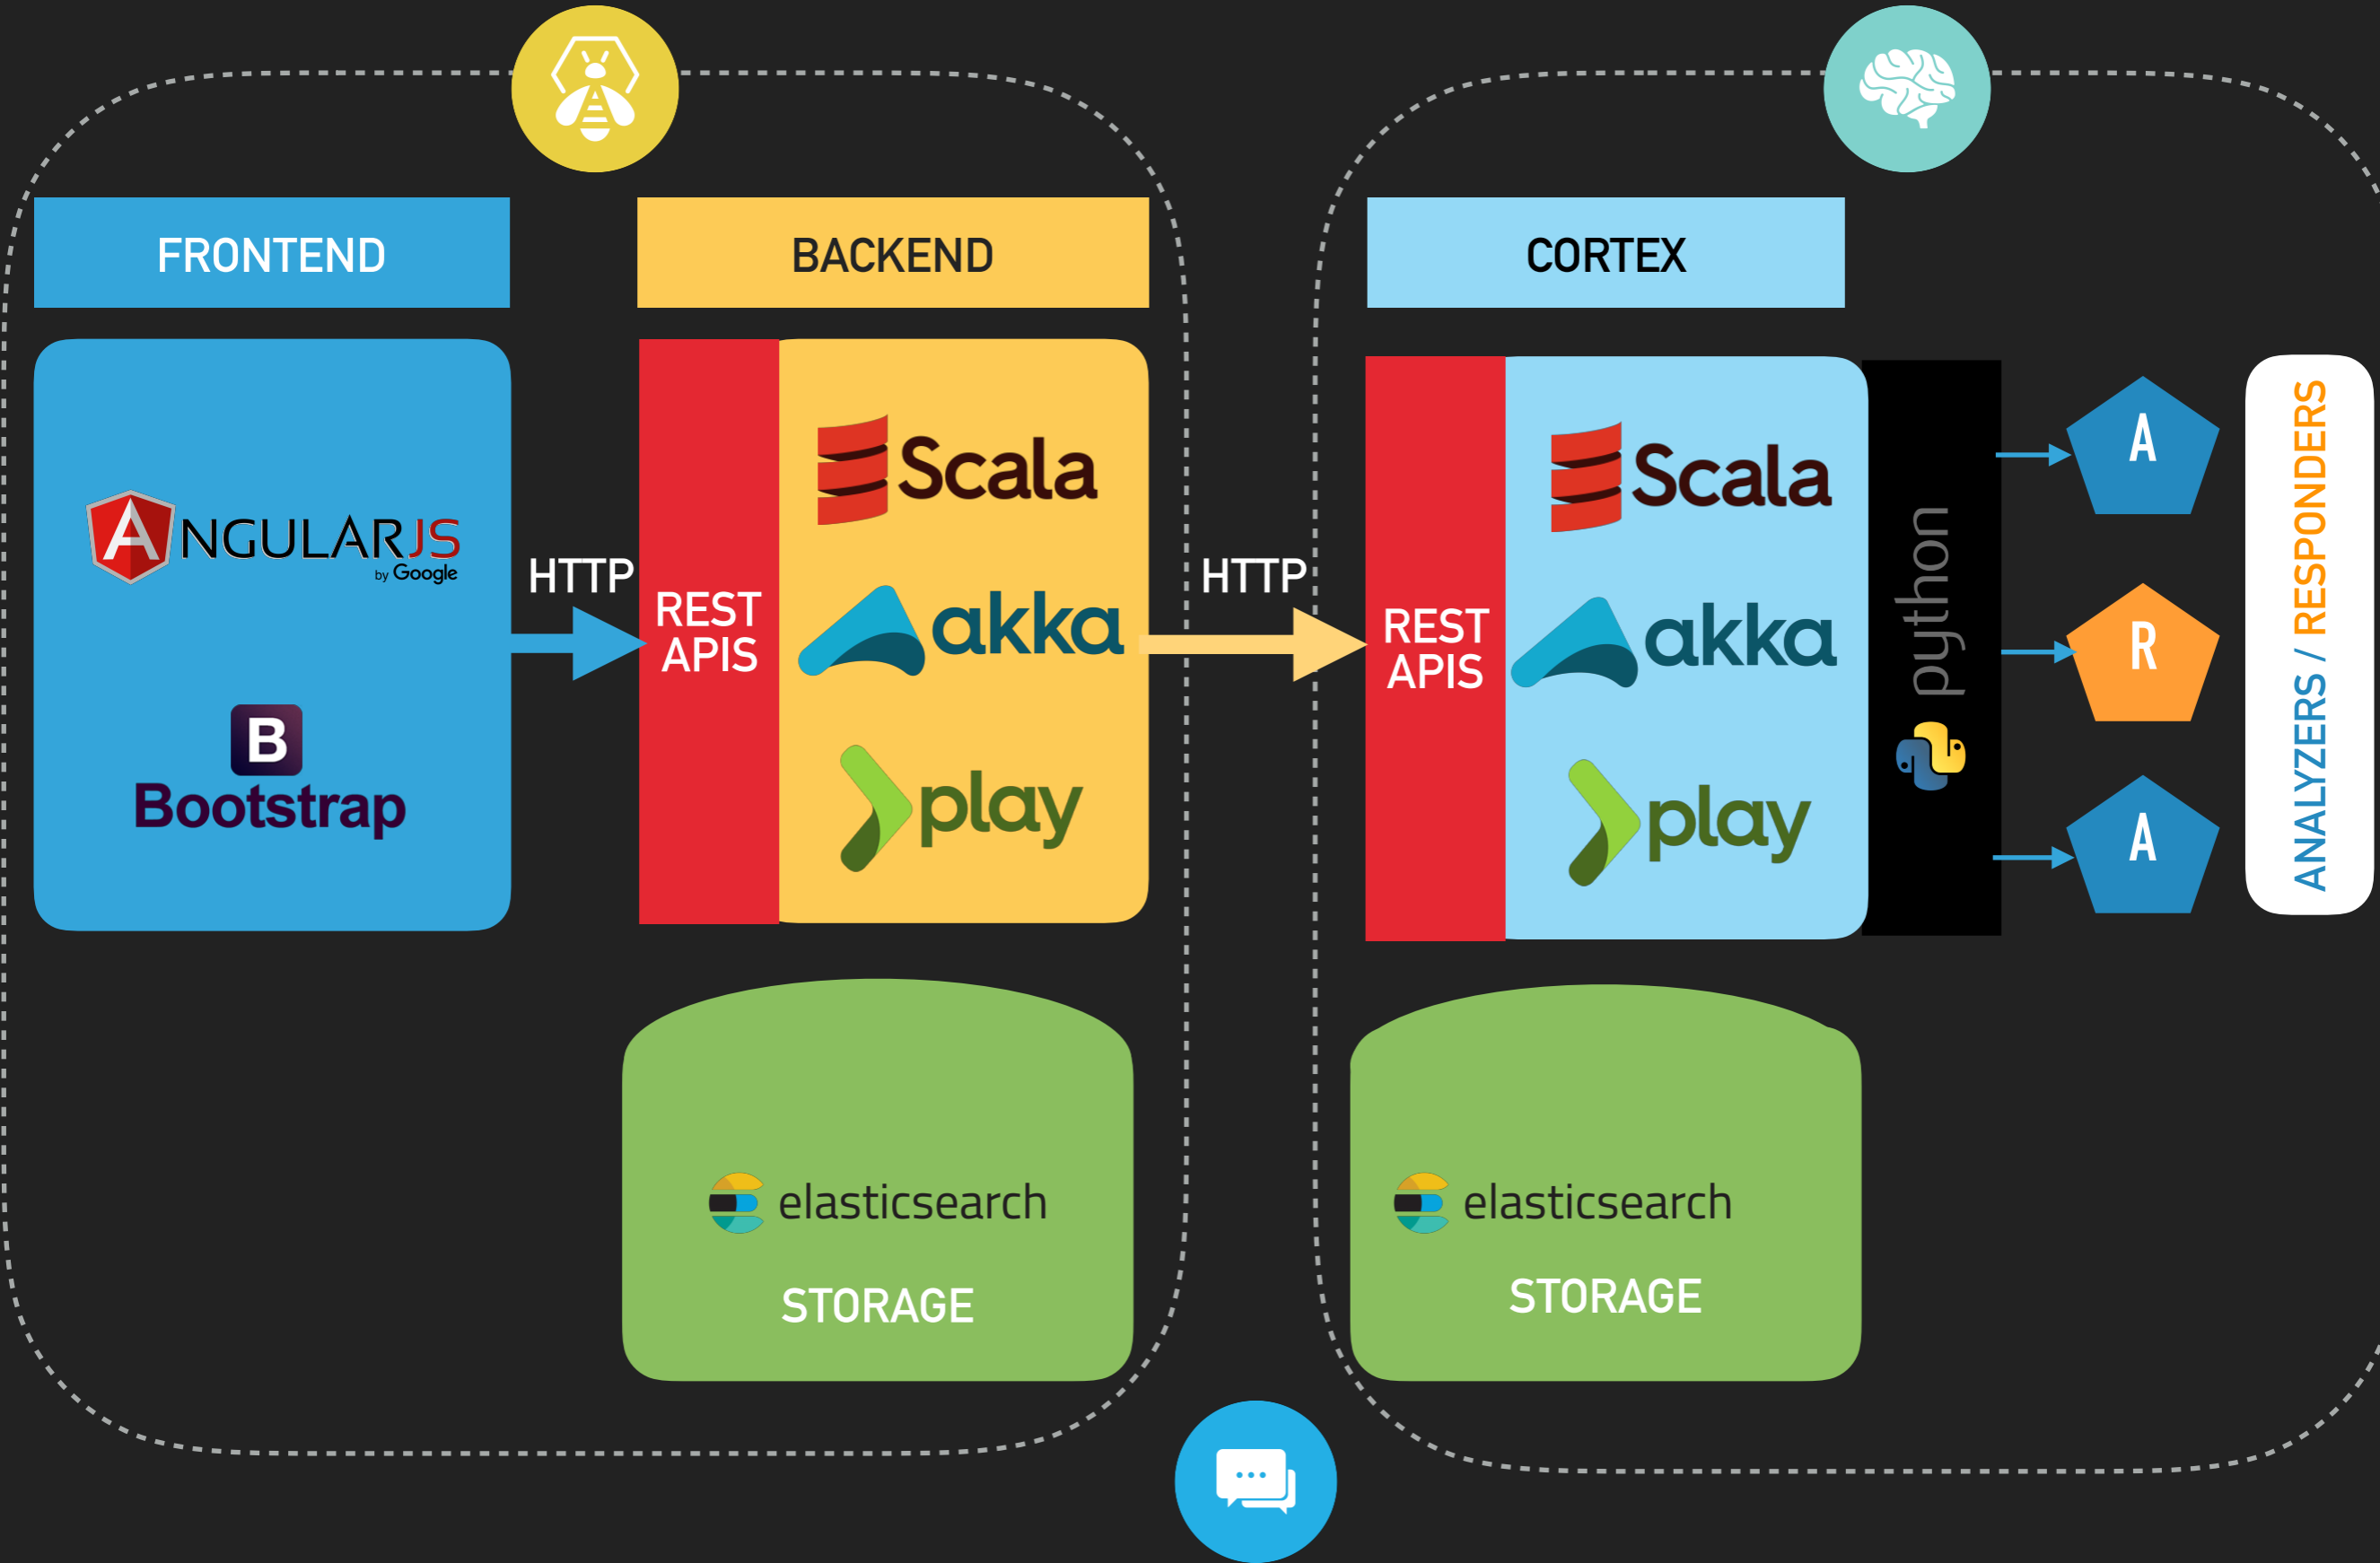 FRONTEND
BACKEND
CORTEX
ANGULARJS
by Google
B
Bootstrap
HTTP
REST
APIS
Scala
akka
play
HTTP
REST
APIS
Scala
akka
play
python
A
R
A
ANALYZERS / RESPONDERS
elasticsearch
STORAGE
elasticsearch
STORAGE